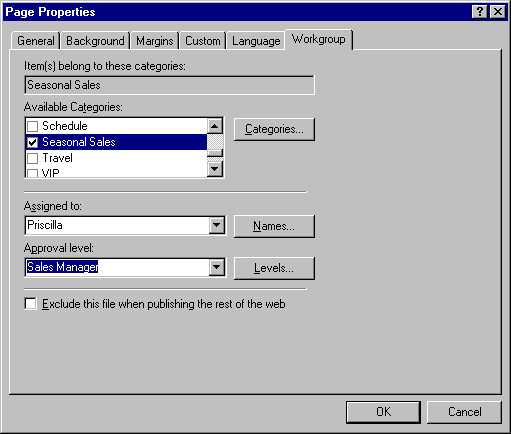 Page Properties
General Background Margins Custom Language Workgroup
Item(s) belong to these categories:
Seasonal Sales
Available Categories:
Schedule
Seasonal Sales
Travel
VIP
Categories...
Assigned to:
Priscilla
Names...
Approval level:
Sales Manager
Levels...
Exclude this file when publishing the rest of the web
OK Cancel